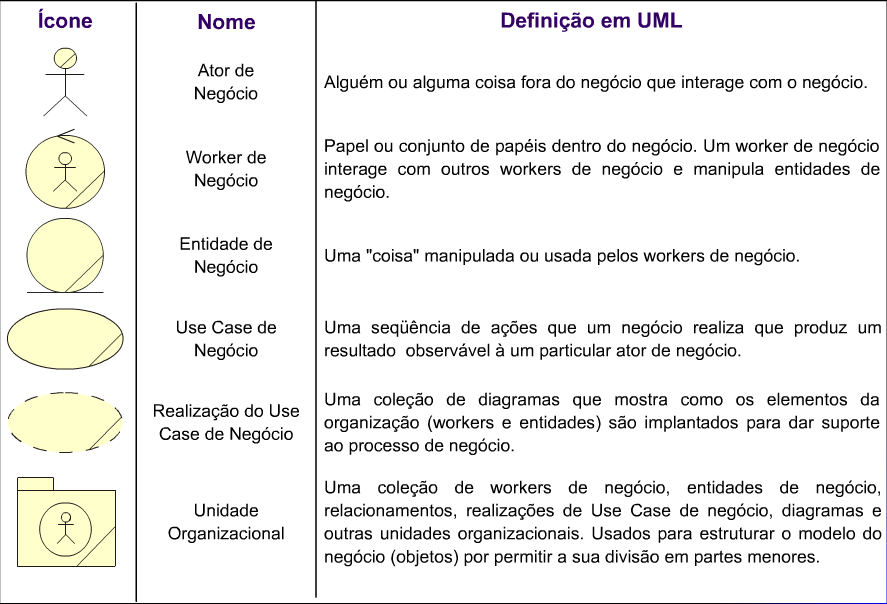 Ícone
Nome
Definição em UML
Ator de
Negócio
Alguém ou alguma coisa fora do negócio que interage com o negócio.
Worker de
Negócio
Papel ou conjunto de papéis dentro do negócio. Um worker de negócio
interage com outros workers de negócio e manipula entidades de
negócio.
Entidade de
Negócio
Uma "coisa" manipulada ou usada pelos workers de negócio.
Use Case de
Negócio
Uma seqüência de ações que um negócio realiza que produz um
resultado observável à um particular ator de negócio.
Realização do Use
Case de Negócio
Uma coleção de diagramas que mostra como os elementos da
organização (workers e entidades) são implantados para dar suporte
ao processo de negócio.
Unidade
Organizacional
Uma coleção de workers de negócio, entidades de negócio,
relacionamentos, realizações de Use Case de negócio, diagramas e
outras unidades organizacionais. Usados para estruturar o modelo do
negócio (objetos) por permitir a sua divisão em partes menores.